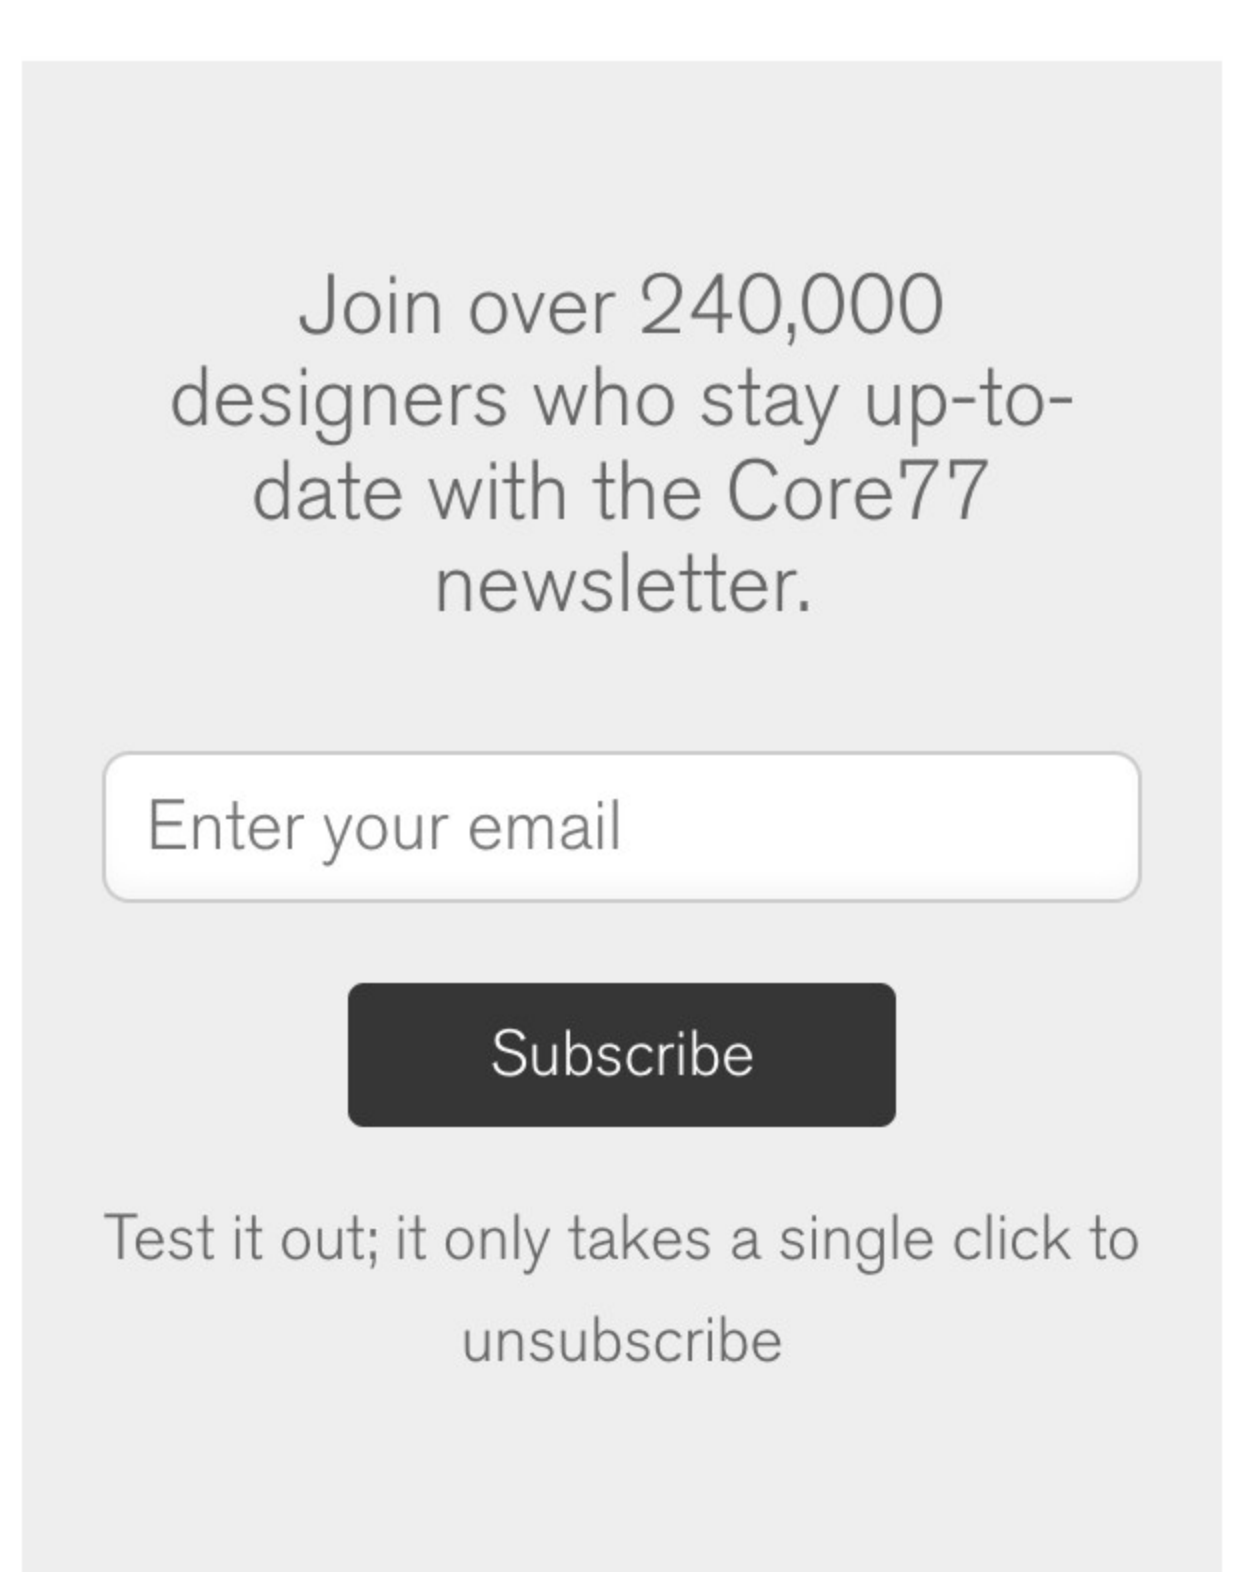 Join over 240,000
designers who stay up-to-
date with the Core77
newsletter.
Enter your email
Subscribe
Test it out; it only takes a single click to
unsubscribe